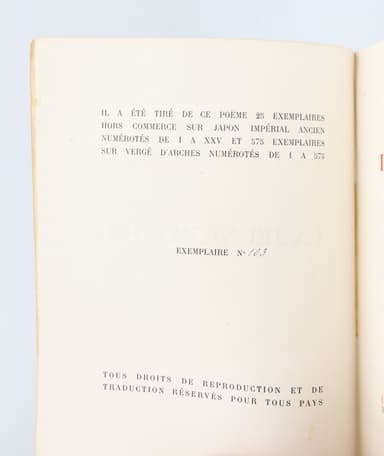 IL A ÉTÉ TIRÉ DE CE POÈME 25 EXEMPLAIRES
HORS COMMERCE SUR JAPON IMPÉRIAL ANCIEN
NUMÉROTÉS DE I A XXV ET 575 EXEMPLAIRES
SUR VERGÉ D'ARCHES NUMÉROTÉS DE 1 A 575
EXEMPLAIRE N° 103
TOUS DROITS DE REPRODUCTION ET DE
TRADUCTION RÉSERVÉS POUR TOUS PAYS